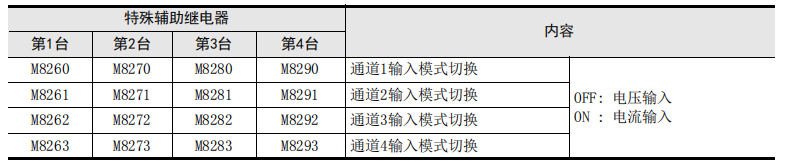 特殊辅助继电器 内容
第1台 第2台 第3台 第4台
M8260 M8270 M8280 M8290 通道1输入模式切换
M8261 M8271 M8281 M8291 通道2输入模式切换
OFF: 电压输入
ON : 电流输入
M8262 M8272 M8282 M8292 通道3输入模式切换
M8263 M8273 M8283 M8293 通道4输入模式切换